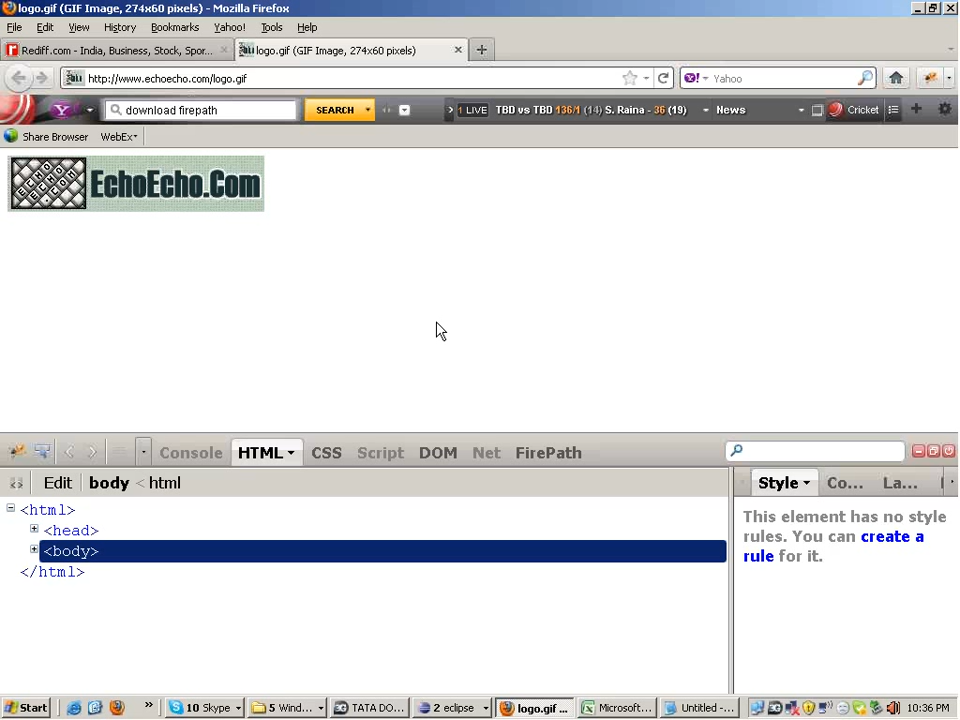 logo.gif (GIF Image, 274x60 pixels) - Mozilla Firefox
File Edit View History Bookmarks Yahoo! Tools Help
Rediff.com - India, Business, Stock, Spor... logo.gif (GIF Image, 274x60 pixels)
http://www.echoecho.com/logo.gif Y! Yahoo
Y! download firepath SEARCH 1 LIVE TBD vs TBD 136/1 (14) S. Raina - 36 (19) News Cricket
Share Browser WebEx
ECHO ECHO .COM EchoEcho.Com
Console HTML CSS Script DOM Net FirePath
Edit body < html Style Co... La...
<html>
<head>
<body>
</html>
This element has no style
rules. You can create a
rule for it.
Start 10 Skype 5 Wind... TATA DO... 2 eclipse logo.gif ... Microsoft... Untitled - ... 10:36 PM